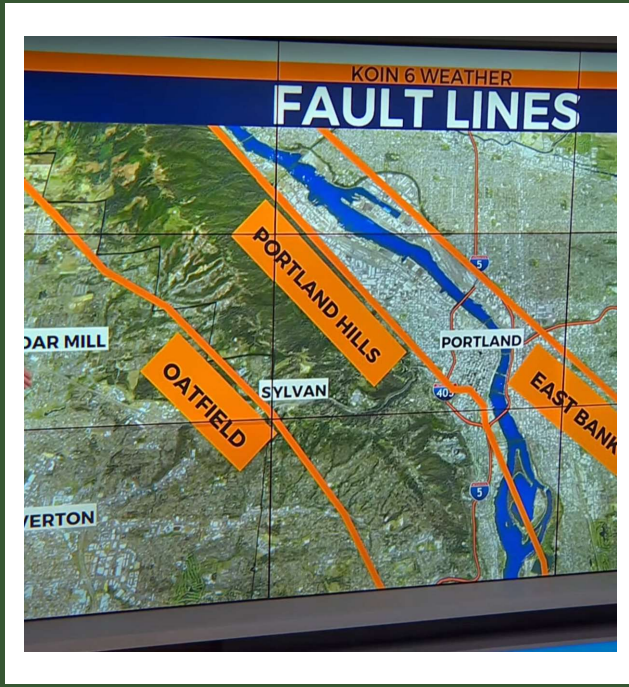 KOIN 6 WEATHER
FAULT LINES
PORTLAND HILLS
5
DAR MILL
PORTLAND
OATFIELD
SYLVAN
405
EAST BANK
VERTON
5